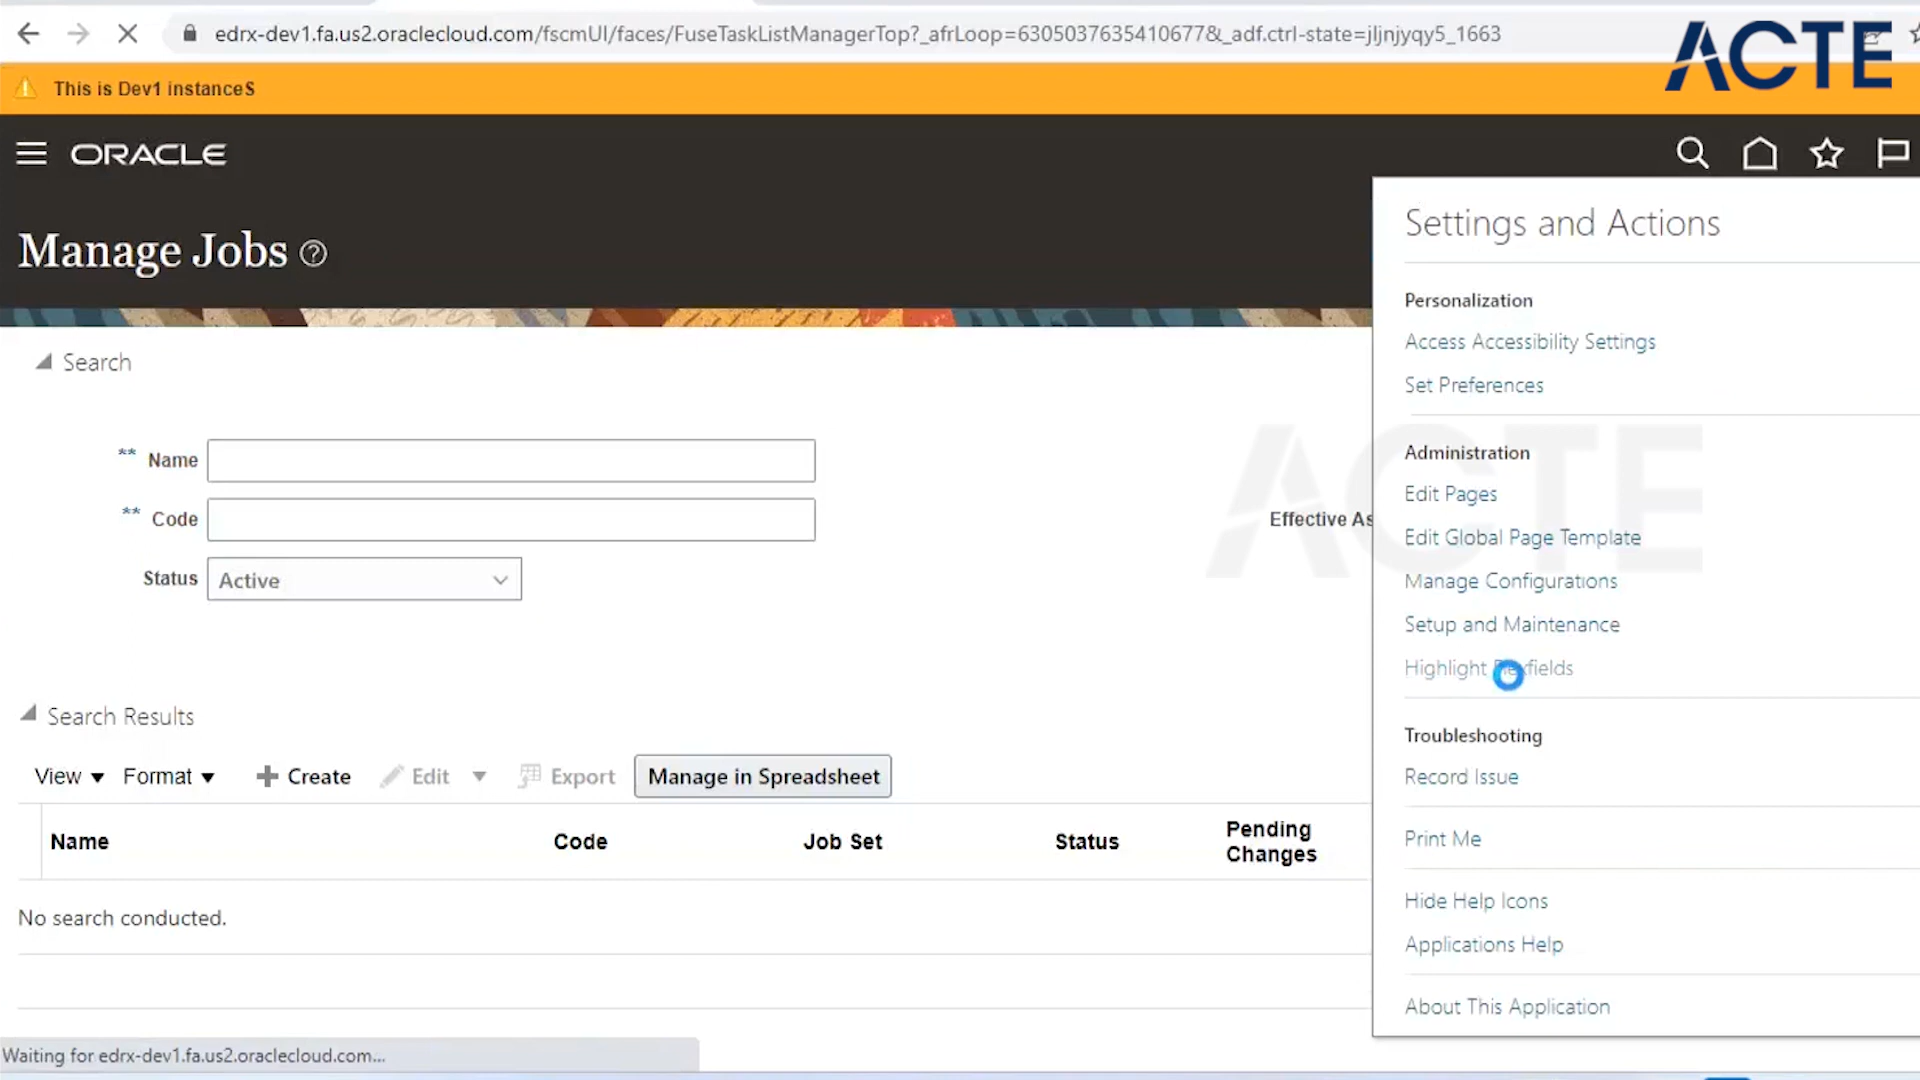 edrx-dev1.fa.us2.oraclecloud.com/fscmUI/faces/FuseTaskListManagerTop?_afrLoop=6305037635410677&_adf.ctrl-state=jljnjyqy5_1663
ACTE
This is Dev1 instanceS
ORACLE
Manage Jobs ?
Settings and Actions
Personalization
Access Accessibility Settings
Set Preferences
Administration
Edit Pages
Edit Global Page Template
Manage Configurations
Setup and Maintenance
Highlight Flexfields
Troubleshooting
Record Issue
Print Me
Hide Help Icons
Applications Help
About This Application
Search
** Name
** Code
Effective As
Status Active
ACTE
Search Results
View Format Create Edit Export Manage in Spreadsheet
Name Code Job Set Status Pending Changes
No search conducted.
Waiting for edrx-dev1.fa.us2.oraclecloud.com...